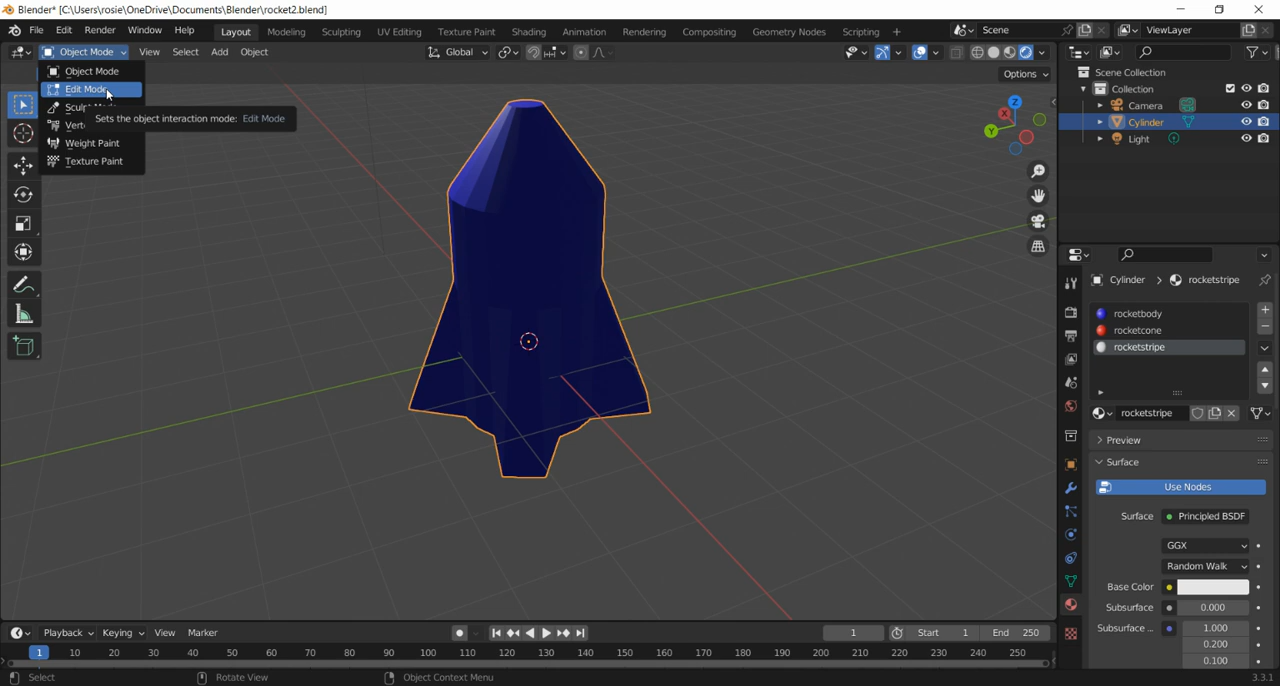 Blender* [C:\Users\rosie\OneDrive\Documents\Blender\rocket2.blend]
File Edit Render Window Help Layout Modeling Sculpting UV Editing Texture Paint Shading Animation Rendering Compositing Geometry Nodes Scripting + Scene ViewLayer
Object Mode View Select Add Object Global
Options
Object Mode
Edit Mode
Sculpt Mode
Sets the object interaction mode: Edit Mode
Weight Paint
Texture Paint
Z
X
Y
Scene Collection
Collection
Camera
Cylinder
Light
Cylinder > rocketstripe
rocketbody
rocketcone
rocketstripe
rocketstripe
Preview
Surface
Use Nodes
Surface Principled BSDF
GGX
Random Walk
Base Color
Subsurface 0.000
Subsurface ... 1.000
0.200
0.100
Playback Keying View Marker 1 Start 1 End 250
1 10 20 30 40 50 60 70 80 90 100 110 120 130 140 150 160 170 180 190 200 210 220 230 240 250
Select Rotate View Object Context Menu 3.3.1